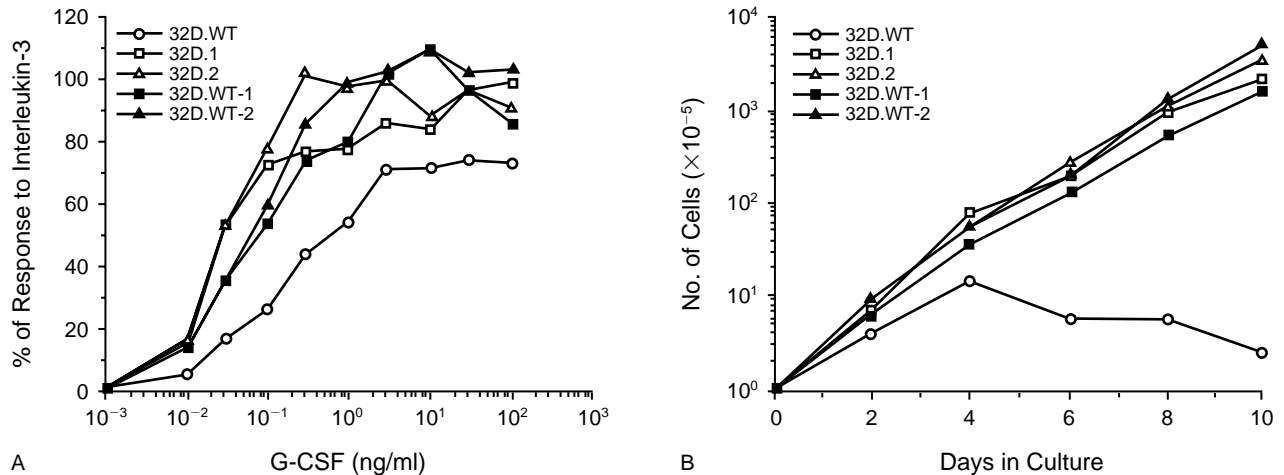 % of Response to Interleukin-3
120
100
80
60
40
20
0
32D.WT
32D.1
32D.2
32D.WT-1
32D.WT-2
10⁻³ 10⁻² 10⁻¹ 10⁰ 10¹ 10² 10³
G-CSF (ng/ml)
A
No. of Cells (×10⁻⁵)
10⁴
10³
10²
10¹
10⁰
32D.WT
32D.1
32D.2
32D.WT-1
32D.WT-2
0 2 4 6 8 10
Days in Culture
B